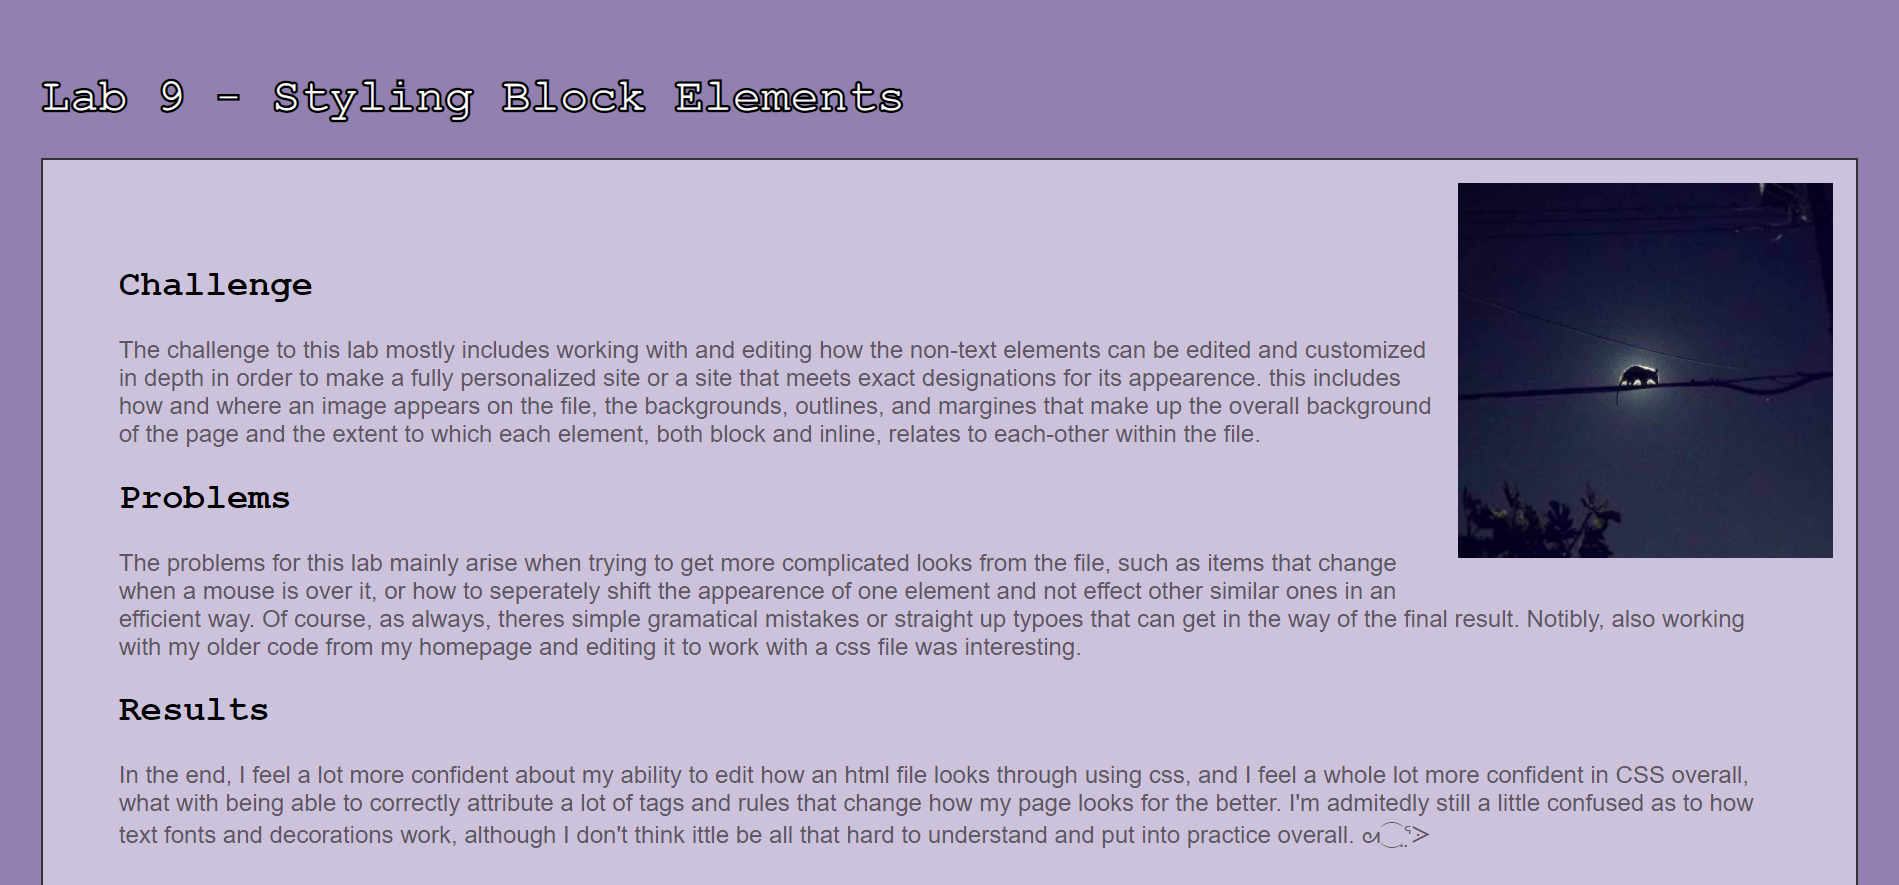 Lab 9 - Styling Block Elements
Challenge
The challenge to this lab mostly includes working with and editing how the non-text elements can be edited and customized
in depth in order to make a fully personalized site or a site that meets exact designations for its appearence. this includes
how and where an image appears on the file, the backgrounds, outlines, and margines that make up the overall background
of the page and the extent to which each element, both block and inline, relates to each-other within the file.
Problems
The problems for this lab mainly arise when trying to get more complicated looks from the file, such as items that change
when a mouse is over it, or how to seperately shift the appearence of one element and not effect other similar ones in an
efficient way. Of course, as always, theres simple gramatical mistakes or straight up typoes that can get in the way of the final result. Notibly, also working
with my older code from my homepage and editing it to work with a css file was interesting.
Results
In the end, I feel a lot more confident about my ability to edit how an html file looks through using css, and I feel a whole lot more confident in CSS overall,
what with being able to correctly attribute a lot of tags and rules that change how my page looks for the better. I'm admitedly still a little confused as to how
text fonts and decorations work, although I don't think ittle be all that hard to understand and put into practice overall.